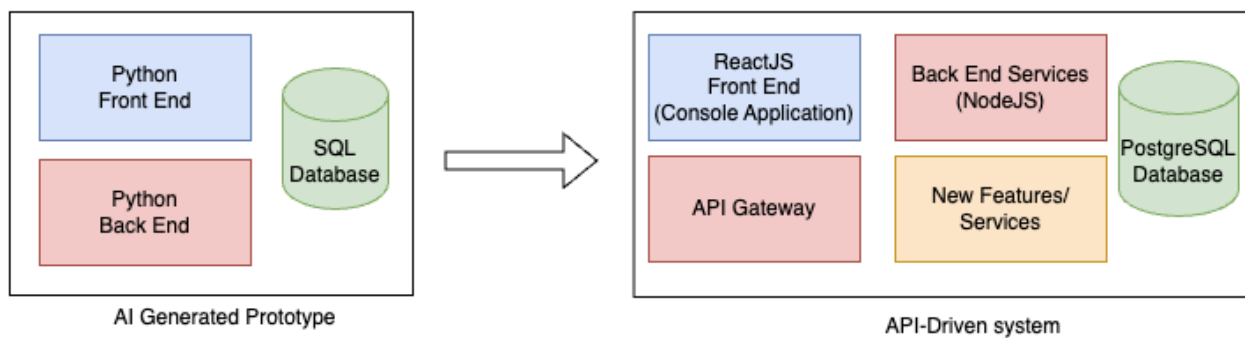 Python
Front End
SQL
Database
Python
Back End
AI Generated Prototype
ReactJS
Front End
(Console Application)
Back End Services
(NodeJS)
PostgreSQL
Database
API Gateway
New Features/
Services
API-Driven system